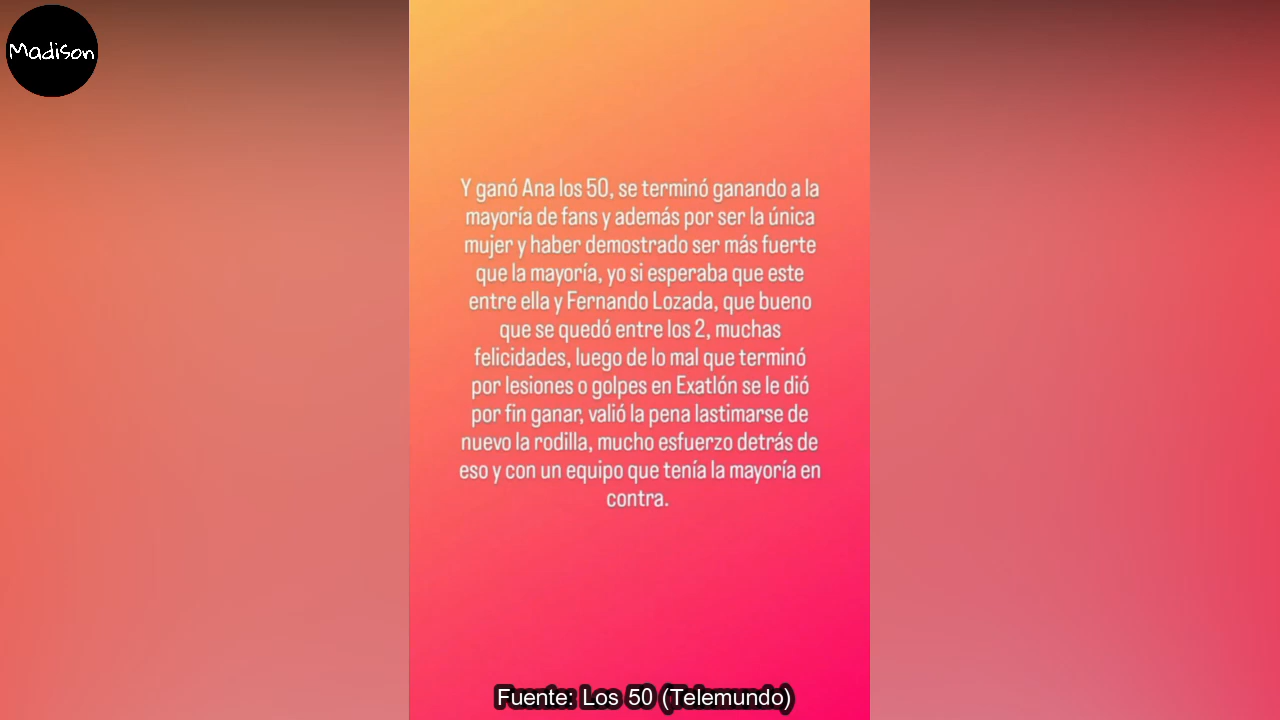 Madison
Y ganó Ana los 50, se terminó ganando a la
mayoría de fans y además por ser la única
mujer y haber demostrado ser más fuerte
que la mayoría, yo si esperaba que este
entre ella y Fernando Lozada, que bueno
que se quedó entre los 2, muchas
felicidades, luego de lo mal que terminó
por lesiones o golpes en Exatlón se le dió
por fin ganar, valió la pena lastimarse de
nuevo la rodilla, mucho esfuerzo detrás de
eso y con un equipo que tenía la mayoría en
contra.
Fuente: Los 50 (Telemundo)